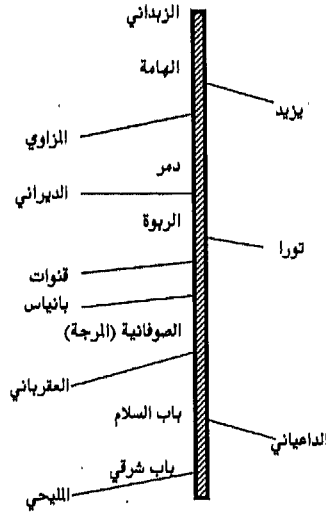 الزبداني
الهامة
يزيد
المزاوي
دمر
الديراني
الربوة
تورا
قنوات
بانياس
الصوفانية (المرجة)
العقرباني
باب السلام
الداعياني
باب شرقي
المليحي